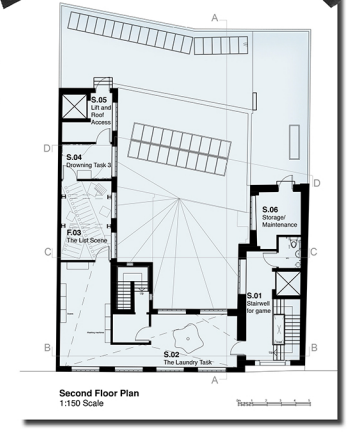 A
S.05
Lift and
Roof
Access
D
S.04
Drowning Task 3
D
F.03
The List Scene
S.06
Storage/
Maintenance
C
C
S.01
Stairwell
for game
B
B
S.02
The Laundry Task
A
Second Floor Plan
1:150 Scale